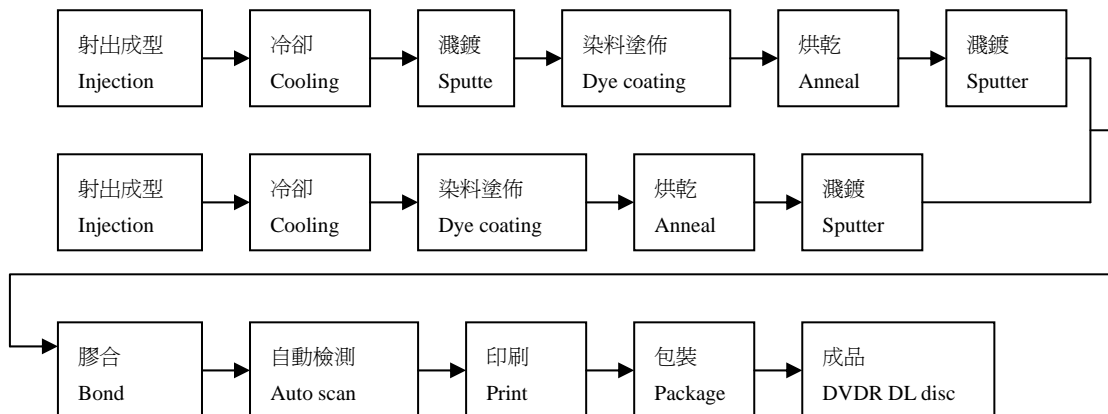 射出成型
Injection
冷卻
Cooling
濺鍍
Sputte
染料塗佈
Dye coating
烘乾
Anneal
濺鍍
Sputter
射出成型
Injection
冷卻
Cooling
染料塗佈
Dye coating
烘乾
Anneal
濺鍍
Sputter
膠合
Bond
自動檢測
Auto scan
印刷
Print
包裝
Package
成品
DVDR DL disc